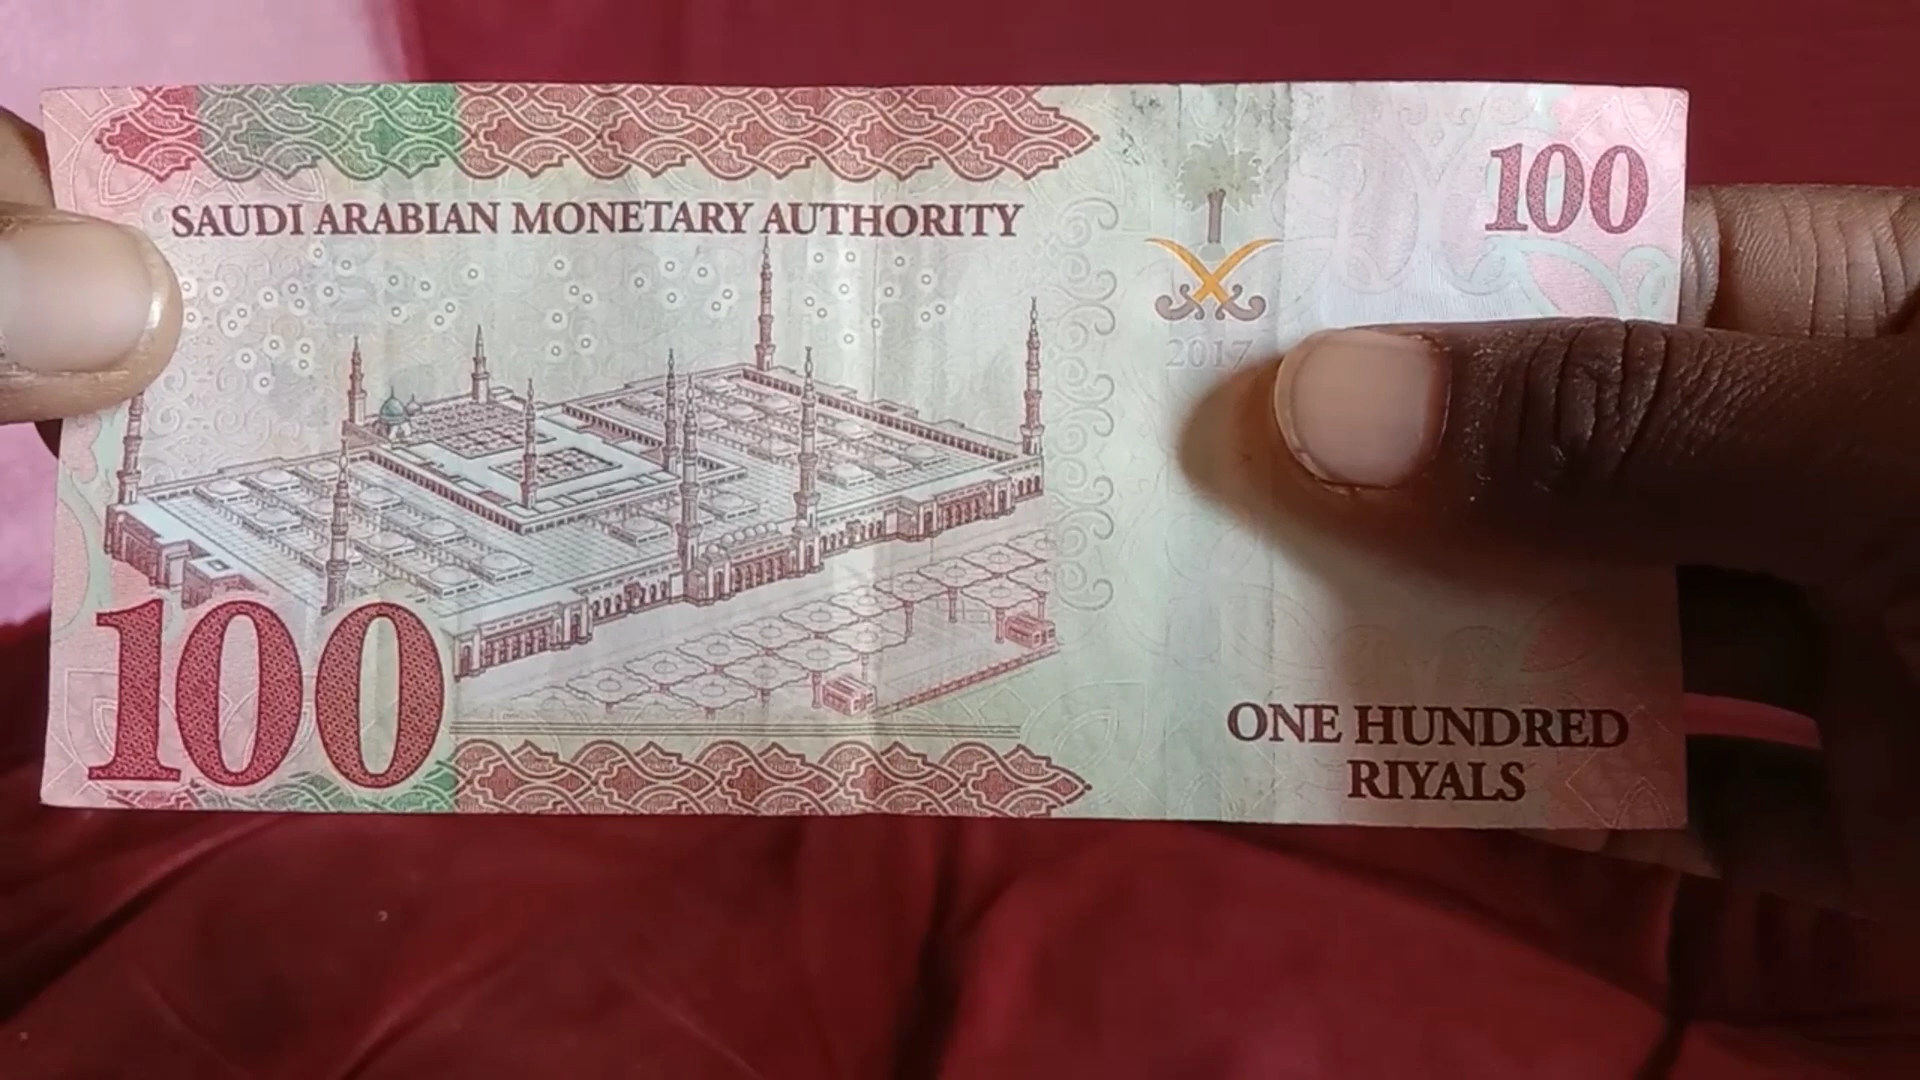 100
SAUDI ARABIAN MONETARY AUTHORITY
2017
100
ONE HUNDRED
RIYALS